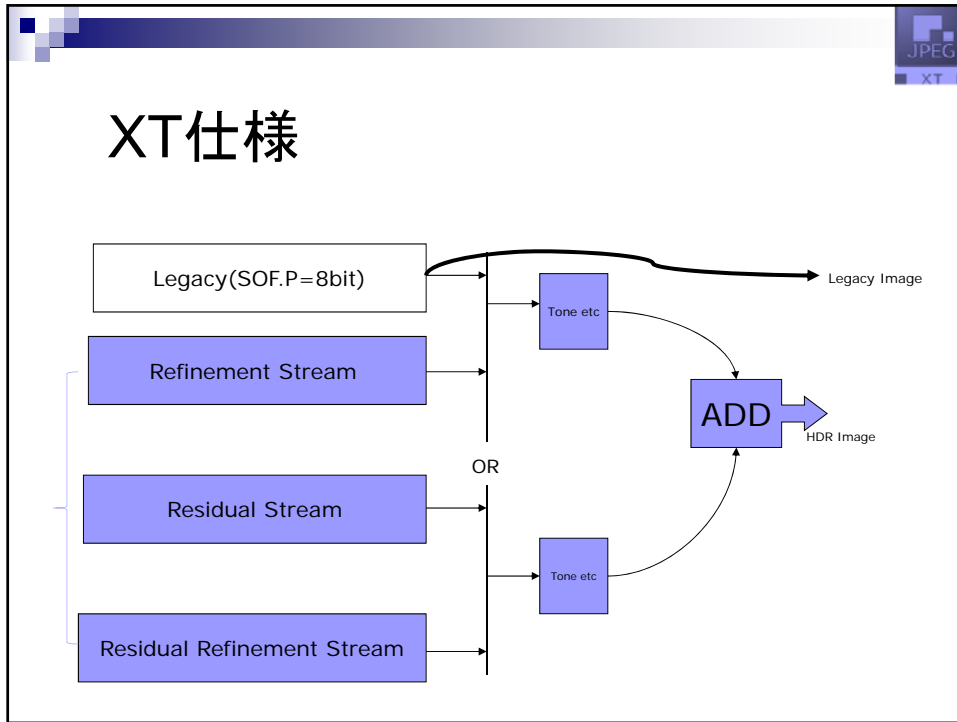 JPEG
XT
XT仕様
Legacy(SOF.P=8bit)
Legacy Image
Tone etc
Refinement Stream
ADD
HDR Image
OR
Residual Stream
Tone etc
Residual Refinement Stream